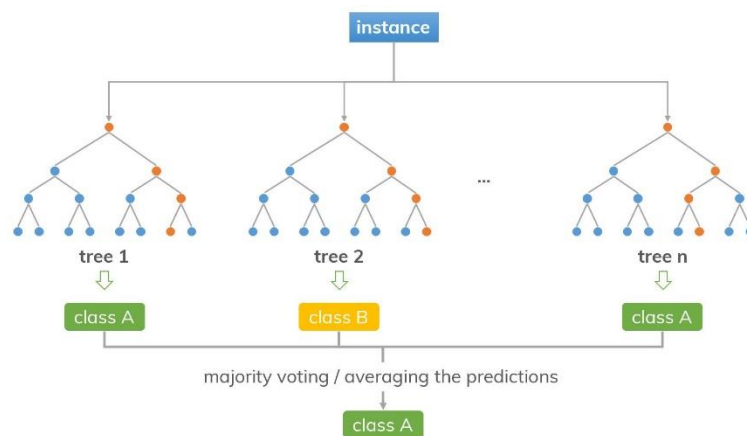 instance
...
tree 1
tree 2
tree n
class A
class B
class A
majority voting / averaging the predictions
class A